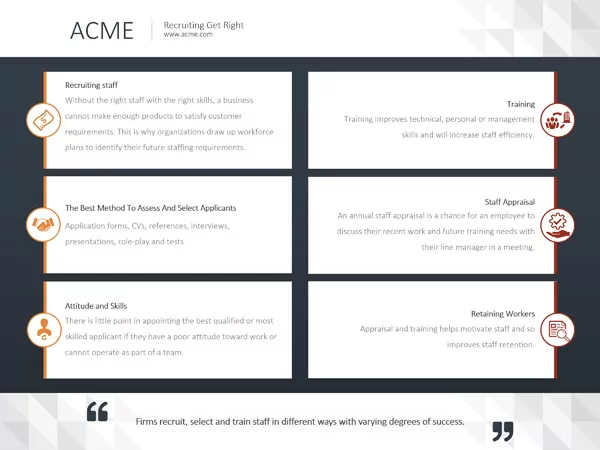 ACME
Recruiting Get Right
www.acme.com
Recruiting staff
Without the right staff with the right skills, a business
cannot make enough products to satisfy customer
requirements. This is why organizations draw up workforce
plans to identify their future staffing requirements.
Training
Training improves technical, personal or management
skills and will increase staff efficiency.
The Best Method To Assess And Select Applicants
Application forms, CVs, references, interviews,
presentations, role-play and tests
Staff Appraisal
An annual staff appraisal is a chance for an employee to
discuss their recent work and future training needs with
their line manager in a meeting.
Attitude and Skills
There is little point in appointing the best qualified or most
skilled applicant if they have a poor attitude toward work or
cannot operate as part of a team.
Retaining Workers
Appraisal and training helps motivate staff and so
improves staff retention.
“
Firms recruit, select and train staff in different ways with varying degrees of success.
”